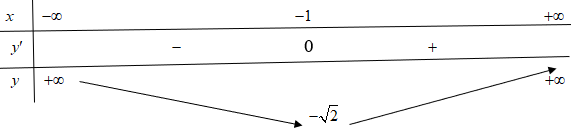 x −∞ −1 +∞
y' − 0 +
y +∞ +∞
−√2